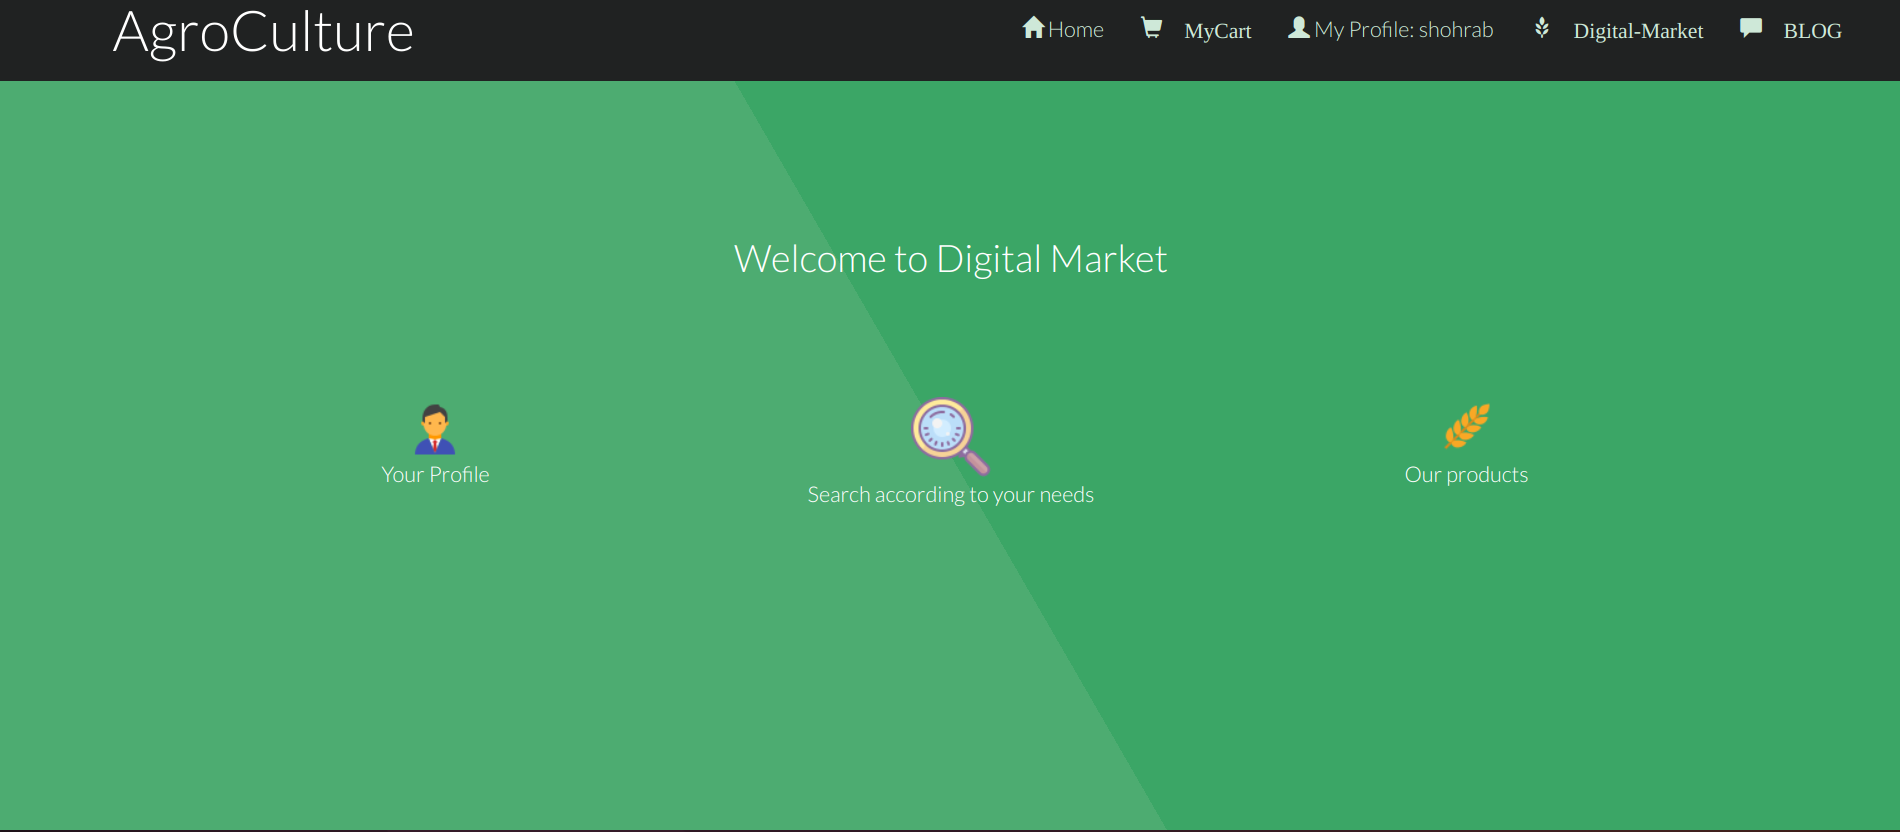 AgroCulture
Home MyCart My Profile: shohrab Digital-Market BLOG
Welcome to Digital Market
Your Profile
Search according to your needs
Our products